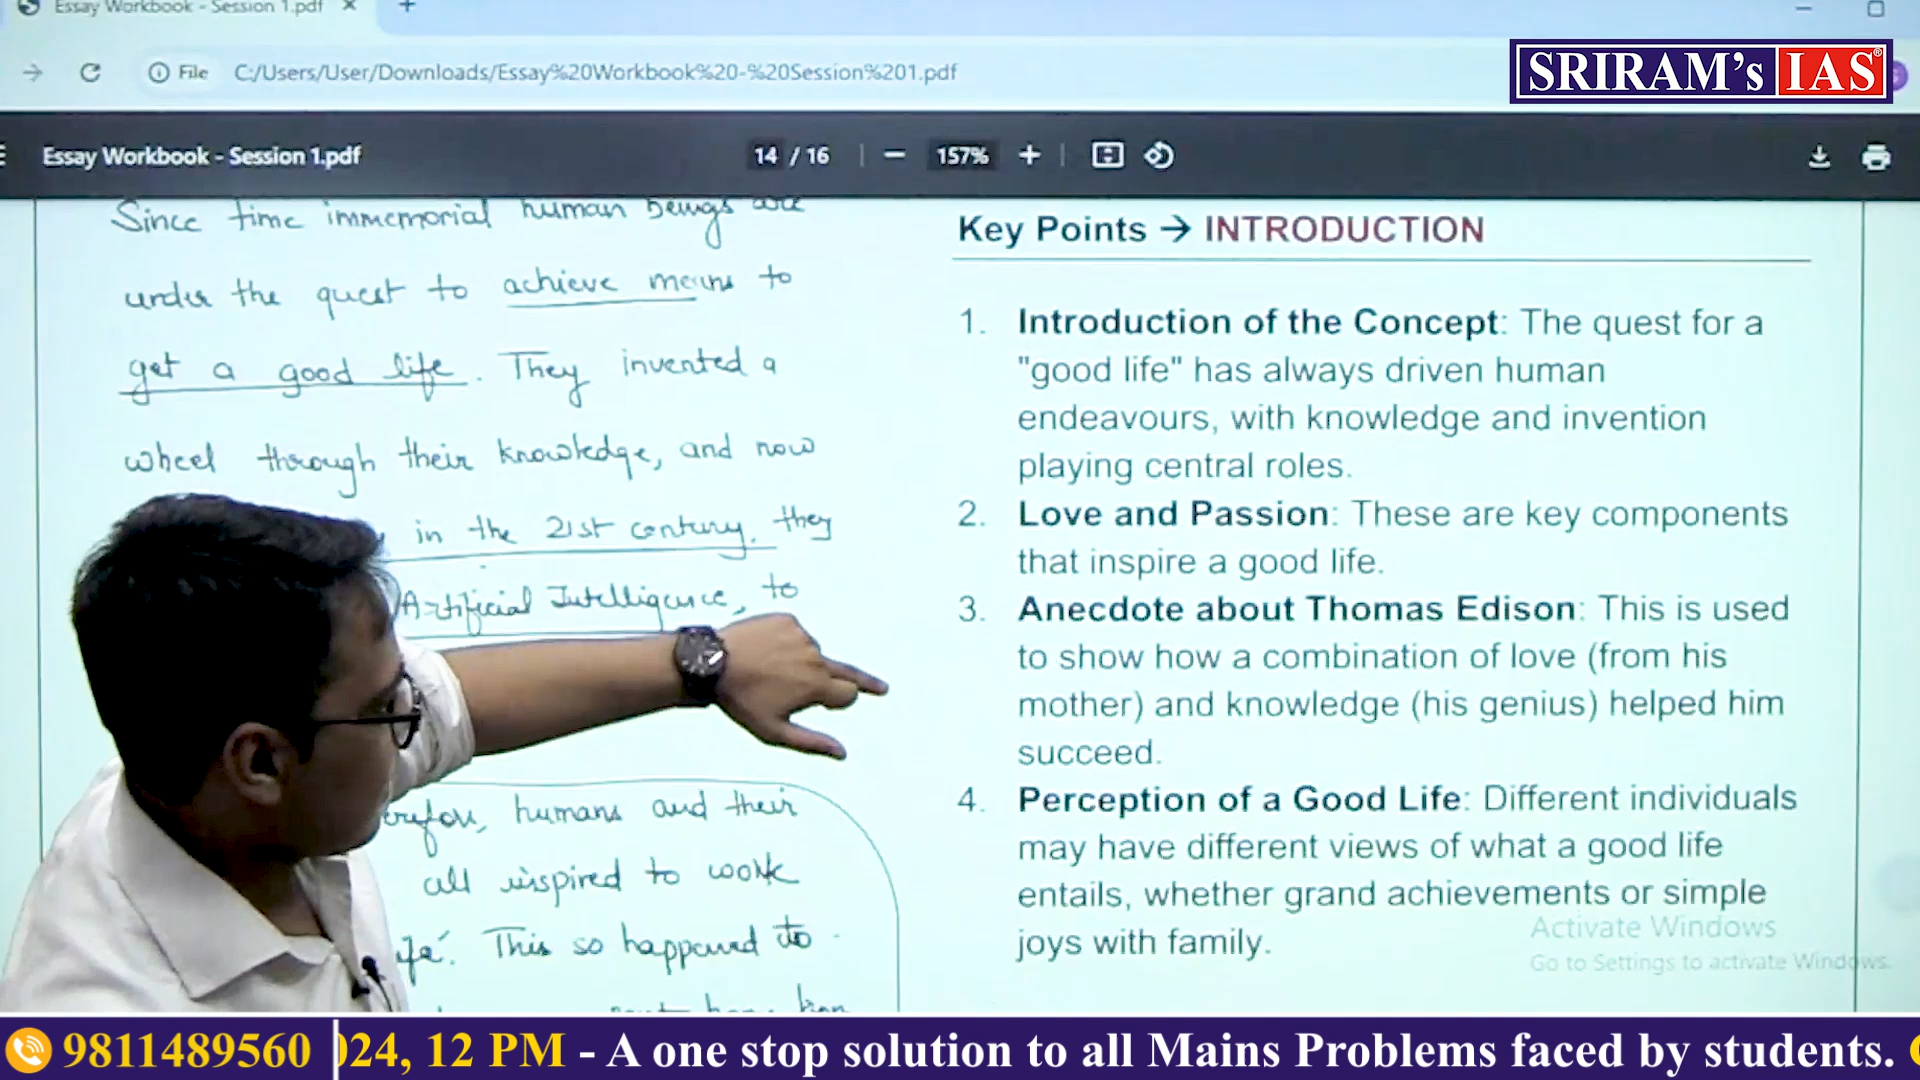 Essay Workbook - Session 1.pdf
File C:/Users/User/Downloads/Essay%20Workbook%20-%20Session%201.pdf
SRIRAM's IAS
Essay Workbook - Session 1.pdf 14 / 16 157%
Since time immemorial human beings are
under the quest to achieve means to
get a good life. They invented a
wheel through their knowledge, and now
in the 21st century, they
Artificial Intelligence, to
humans and their
all inspired to work
This so happened to
Key Points → INTRODUCTION
1. Introduction of the Concept: The quest for a
"good life" has always driven human
endeavours, with knowledge and invention
playing central roles.
2. Love and Passion: These are key components
that inspire a good life.
3. Anecdote about Thomas Edison: This is used
to show how a combination of love (from his
mother) and knowledge (his genius) helped him
succeed.
4. Perception of a Good Life: Different individuals
may have different views of what a good life
entails, whether grand achievements or simple
joys with family.
Activate Windows
Go to Settings to activate Windows.
9811489560 024, 12 PM - A one stop solution to all Mains Problems faced by students.